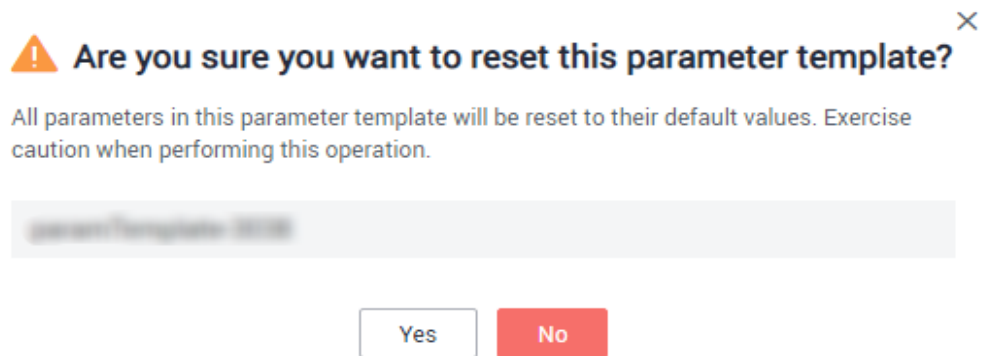 Are you sure you want to reset this parameter template?
All parameters in this parameter template will be reset to their default values. Exercise
caution when performing this operation.
Yes No